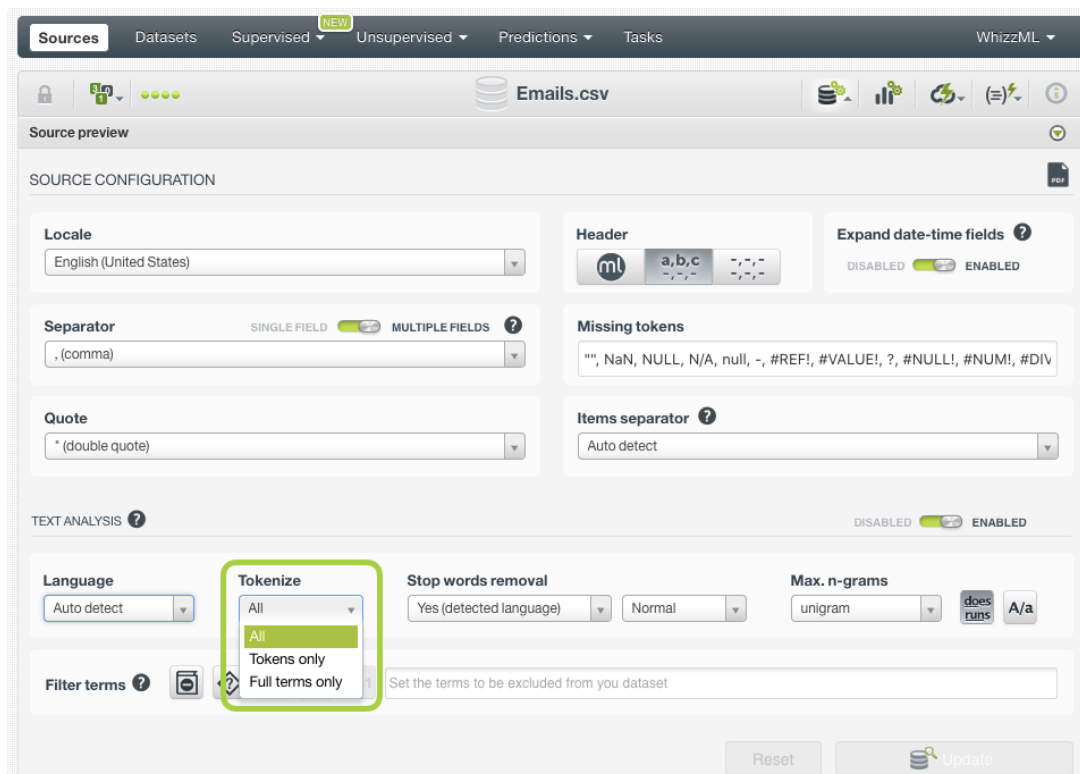 NEW
Sources Datasets Supervised Unsupervised Predictions Tasks WhizzML
Emails.csv
Source preview
SOURCE CONFIGURATION
PDF
Locale
English (United States)
Header
ml
a,b,c
-,-,-
-,-,-
-,-,-
Expand date-time fields ?
DISABLED ENABLED
Separator SINGLE FIELD MULTIPLE FIELDS ?
, (comma)
Missing tokens
"", NaN, NULL, N/A, null, -, #REF!, #VALUE!, ?, #NULL!, #NUM!, #DIV
Quote
" (double quote)
Items separator ?
Auto detect
TEXT ANALYSIS ? DISABLED ENABLED
Language
Auto detect
Tokenize
All
All
Tokens only
Full terms only
Stop words removal
Yes (detected language) Normal
Max. n-grams
unigram
does
runs
A/a
Filter terms ? Set the terms to be excluded from you dataset
Reset Update